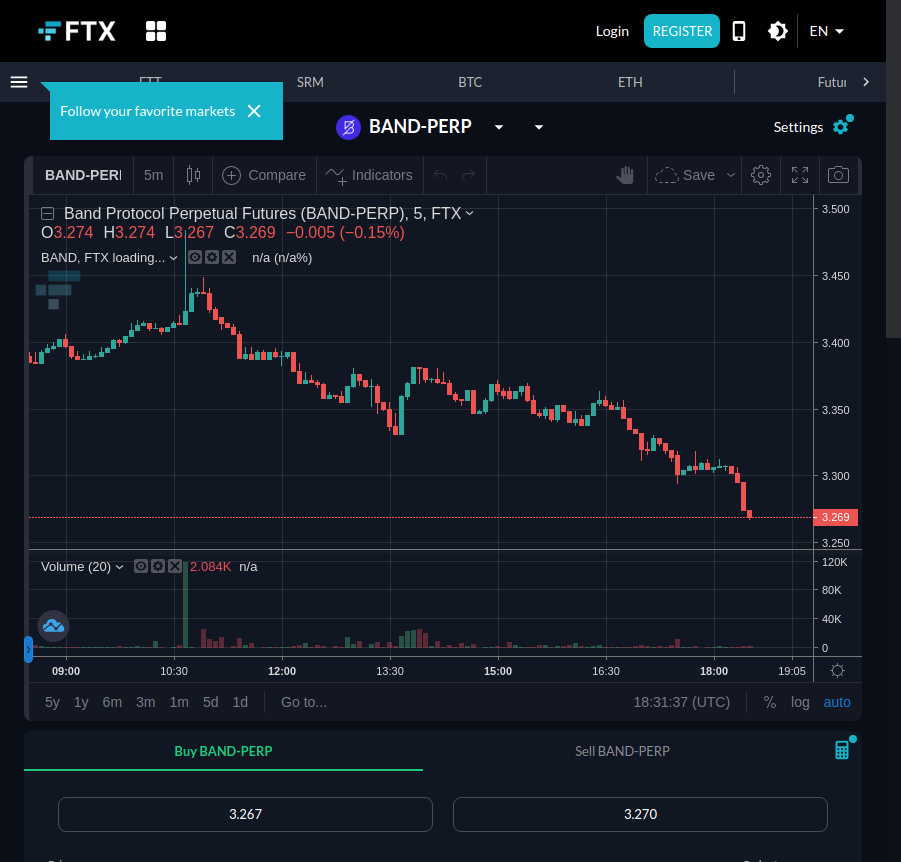 FTX
Login
REGISTER
EN
FTT
SRM
BTC
ETH
Futur
Follow your favorite markets
BAND-PERP
Settings
BAND-PERI
5m
Compare
Indicators
Save
Band Protocol Perpetual Futures (BAND-PERP), 5, FTX
O3.274 H3.274 L3.267 C3.269 −0.005 (−0.15%)
BAND, FTX loading...
n/a (n/a%)
3.500
3.450
3.400
3.350
3.300
3.269
3.250
Volume (20)
2.084K n/a
120K
80K
40K
0
09:00 10:30 12:00 13:30 15:00 16:30 18:00 19:05
5y 1y 6m 3m 1m 5d 1d Go to...
18:31:37 (UTC) % log auto
Buy BAND-PERP
Sell BAND-PERP
3.267
3.270